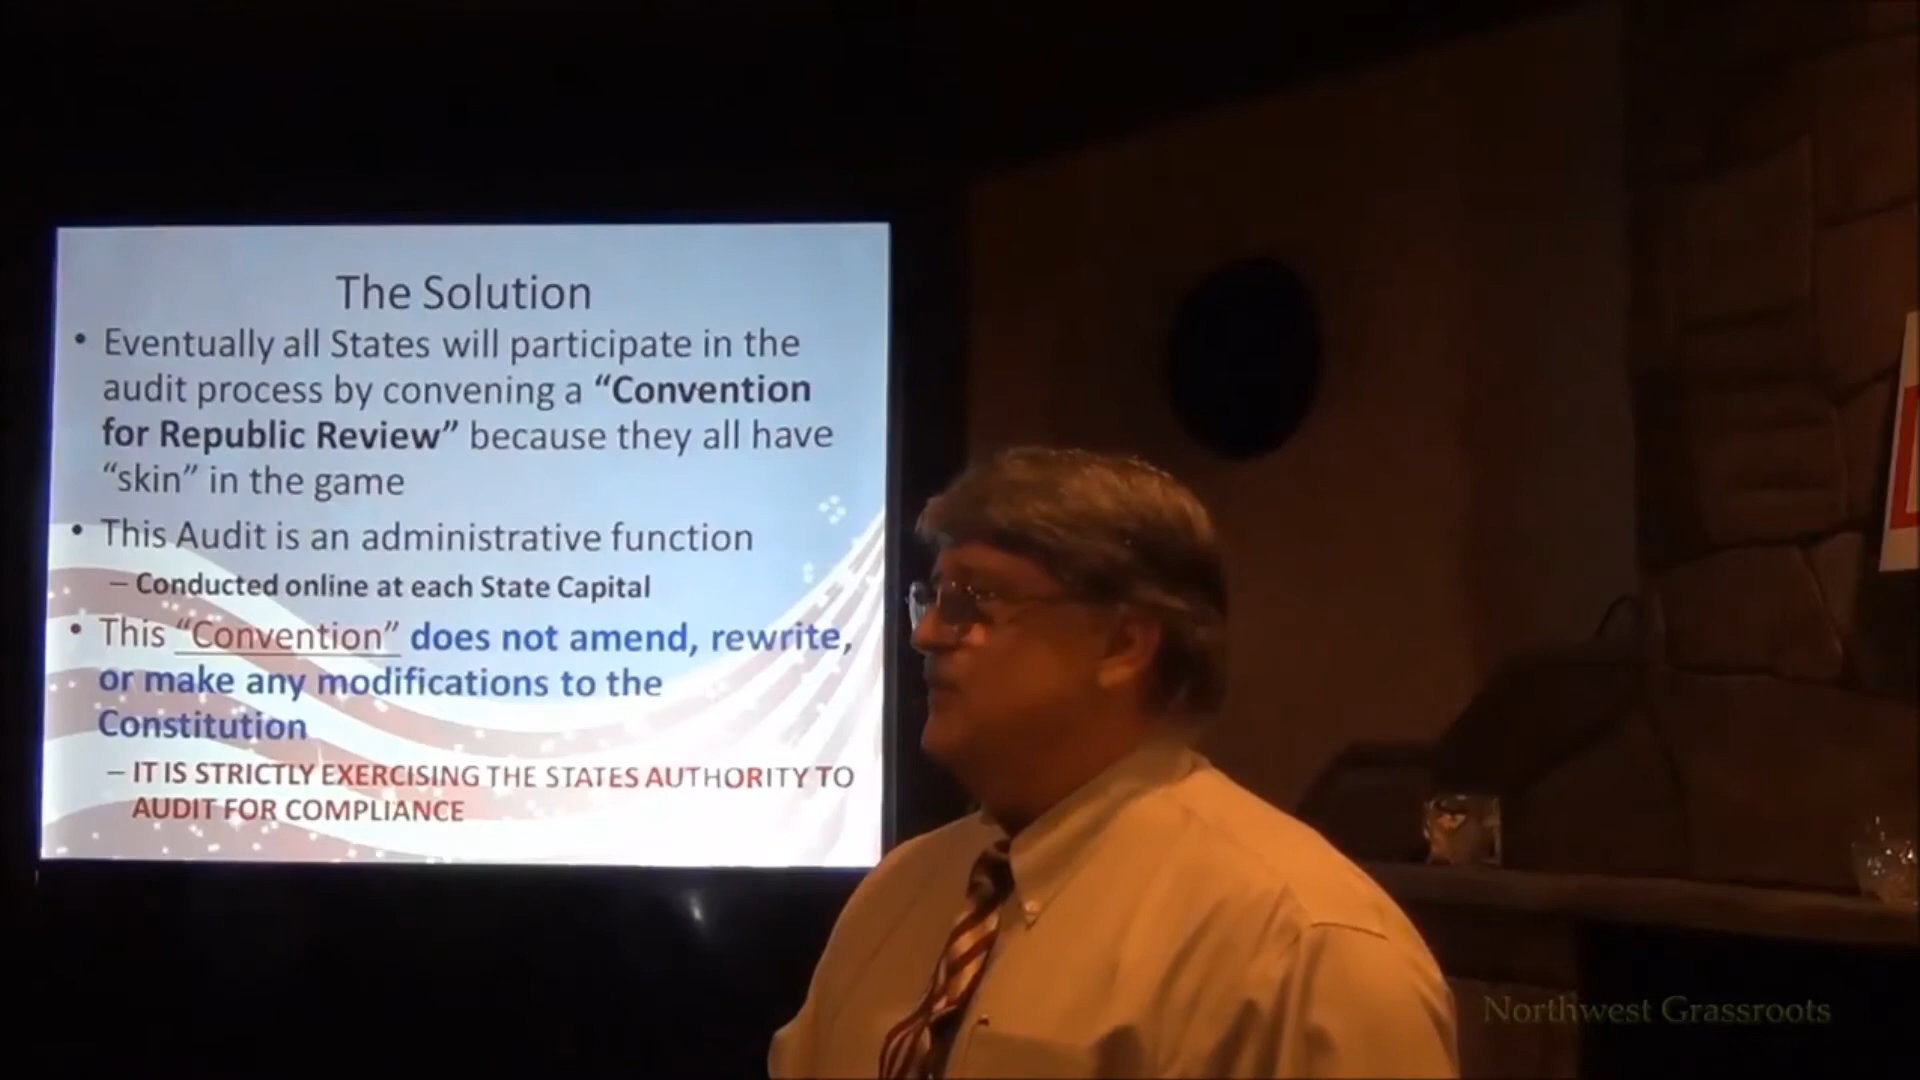 The Solution
• Eventually all States will participate in the
audit process by convening a “Convention
for Republic Review” because they all have
“skin” in the game
• This Audit is an administrative function
– Conducted online at each State Capital
• This “Convention” does not amend, rewrite,
or make any modifications to the
Constitution
– IT IS STRICTLY EXERCISING THE STATES AUTHORITY TO
AUDIT FOR COMPLIANCE
Northwest Grassroots